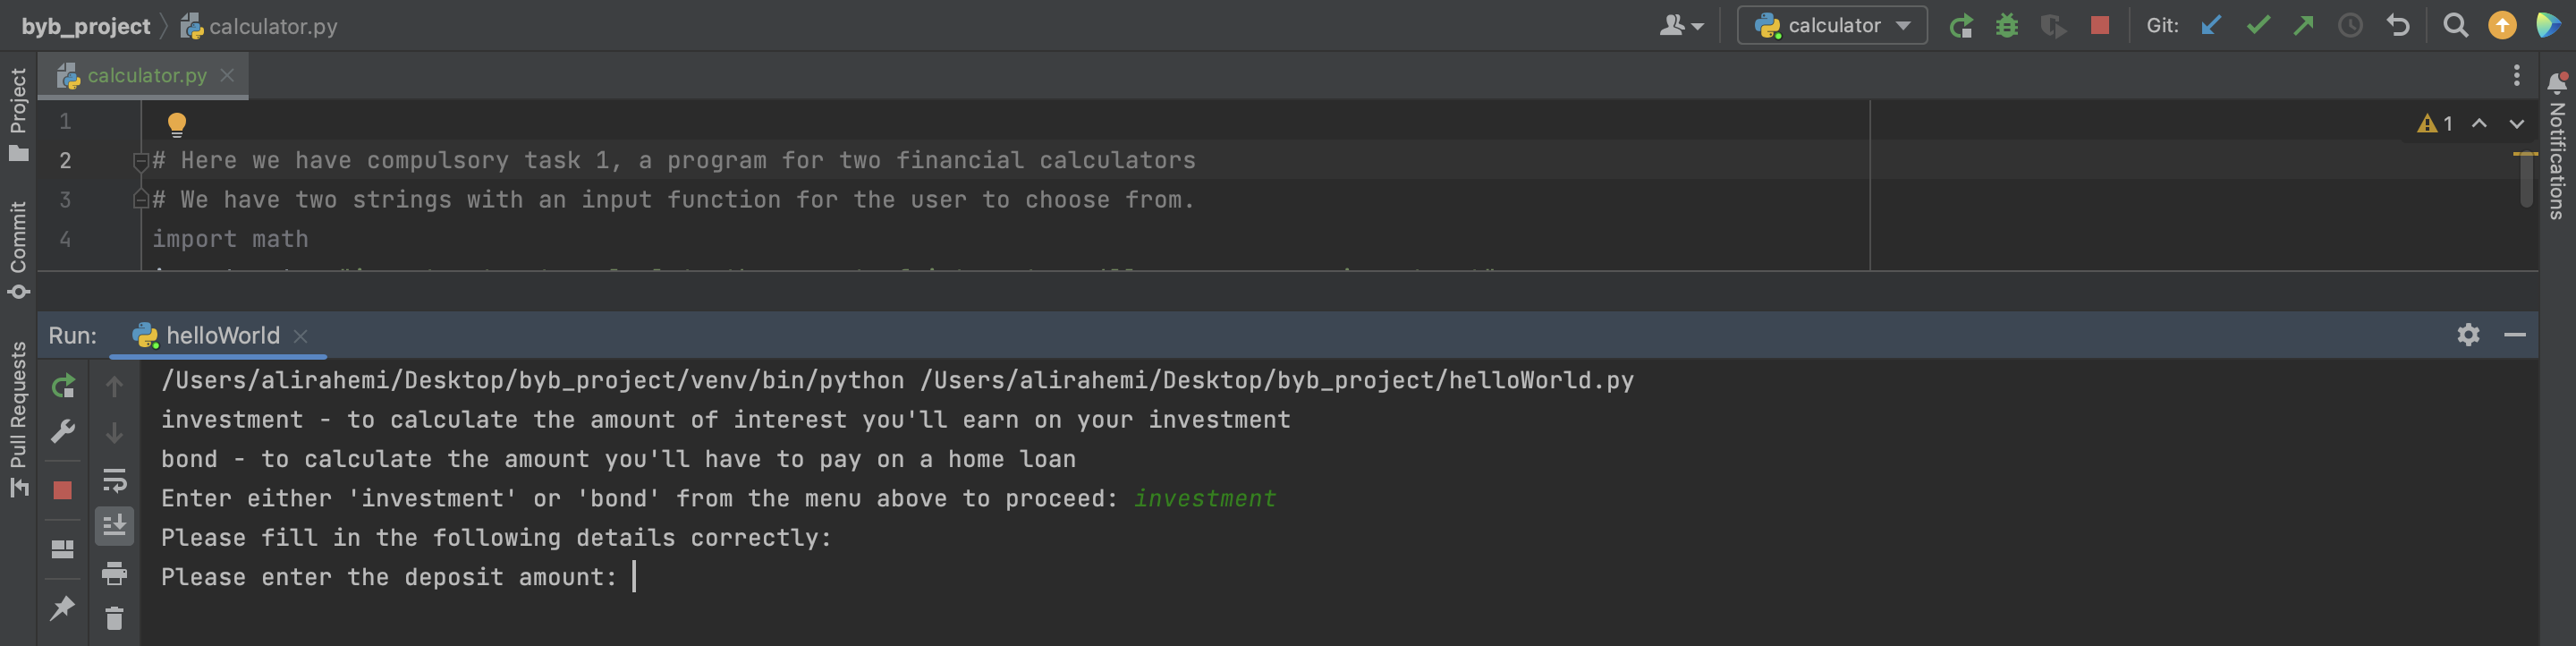 byb_project calculator.py
calculator Git:
calculator.py
1
1
2 # Here we have compulsory task 1, a program for two financial calculators
3 # We have two strings with an input function for the user to choose from.
4 import math
Run: helloWorld
/Users/alirahemi/Desktop/byb_project/venv/bin/python /Users/alirahemi/Desktop/byb_project/helloWorld.py
investment - to calculate the amount of interest you'll earn on your investment
bond - to calculate the amount you'll have to pay on a home loan
Enter either 'investment' or 'bond' from the menu above to proceed: investment
Please fill in the following details correctly:
Please enter the deposit amount:
Project
Commit
Pull Requests
Notifications